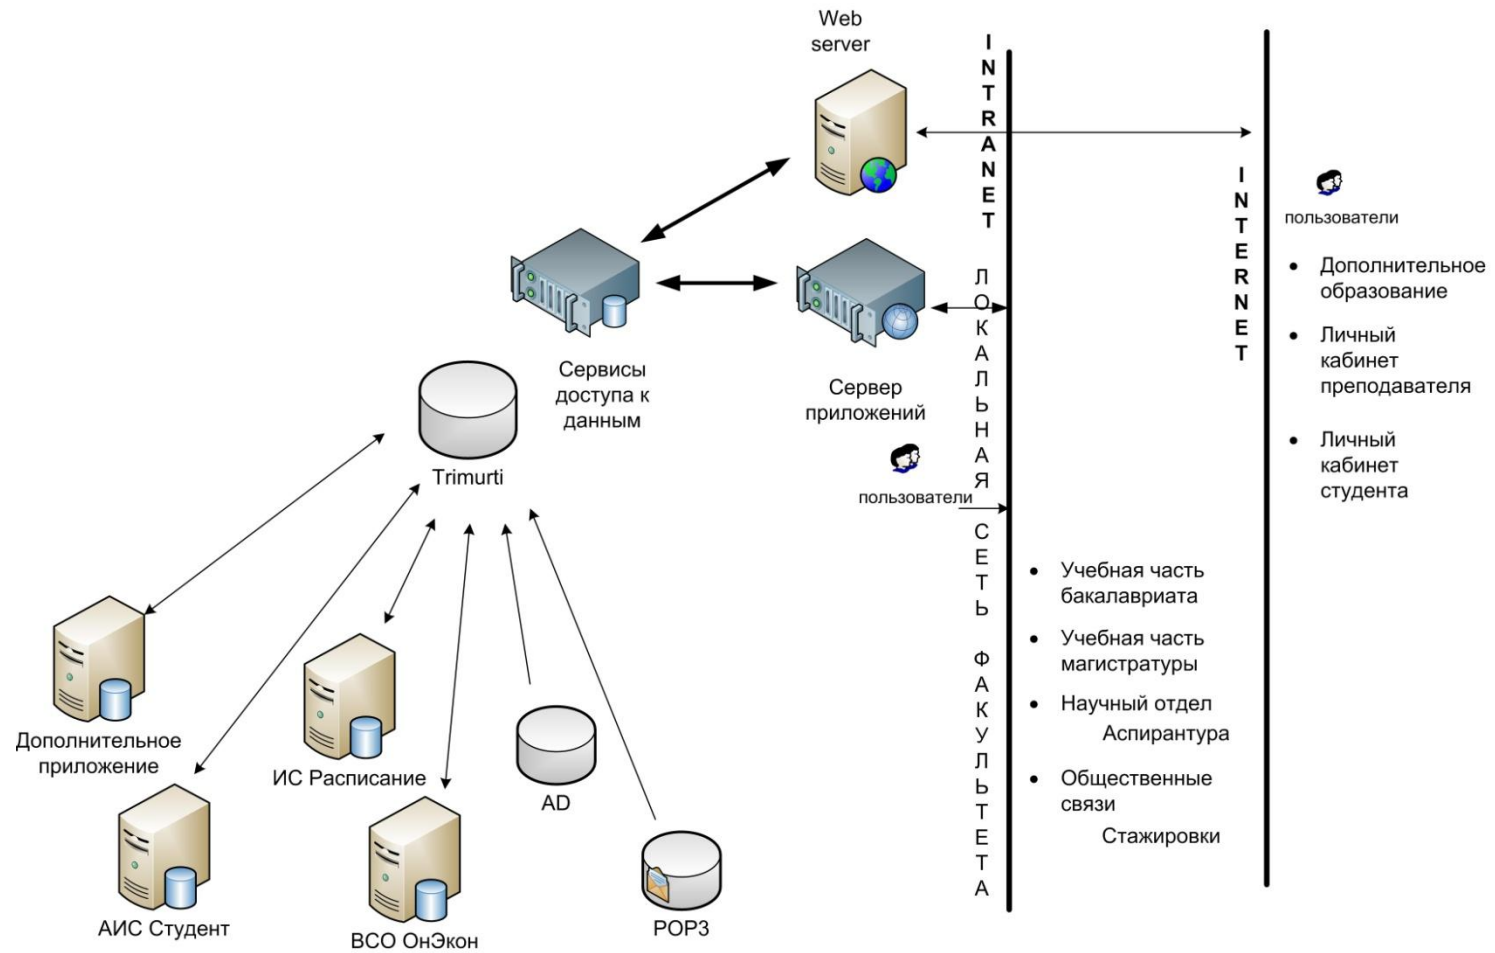 Web
server
INTRANET
ЛОКАЛЬНАЯ СЕТЬ ФАКУЛЬТЕТА
INTERNET
пользователи
• Дополнительное
образование
• Личный
кабинет
преподавателя
• Личный
кабинет
студента
Сервисы
доступа к
данным
Сервер
приложений
пользователи
Trimurti
• Учебная часть
бакалавриата
• Учебная часть
магистратуры
• Научный отдел
Аспирантура
• Общественные
связи
Стажировки
Дополнительное
приложение
ИС Расписание
AD
АИС Студент
ВСО ОнЭкон
POP3